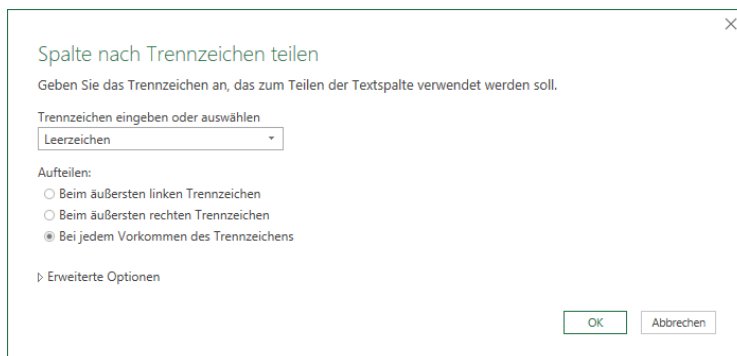 Spalte nach Trennzeichen teilen
Geben Sie das Trennzeichen an, das zum Teilen der Textspalte verwendet werden soll.
Trennzeichen eingeben oder auswählen
Leerzeichen
Aufteilen:
Beim äußersten linken Trennzeichen
Beim äußersten rechten Trennzeichen
Bei jedem Vorkommen des Trennzeichens
Erweiterte Optionen
OK Abbrechen